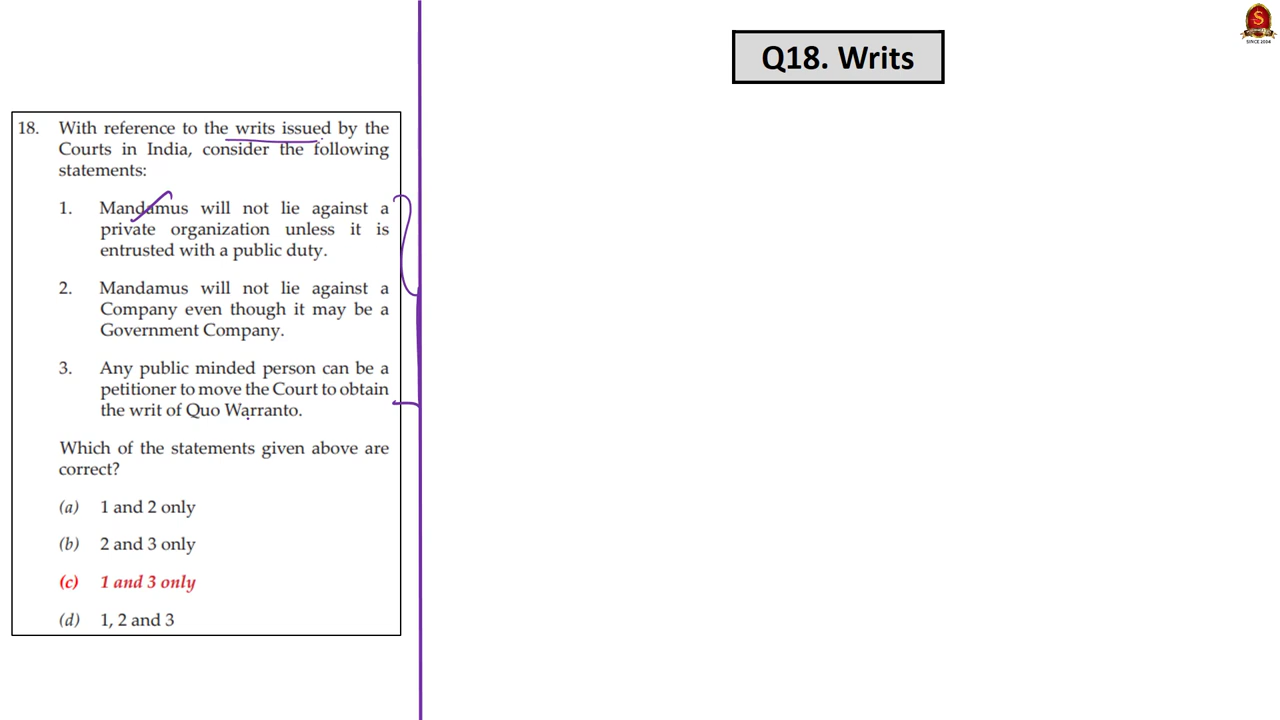 Q18. Writs
SINCE 2004
18. With reference to the writs issued by the
Courts in India, consider the following
statements:
1. Mandamus will not lie against a
private organization unless it is
entrusted with a public duty.
2. Mandamus will not lie against a
Company even though it may be a
Government Company.
3. Any public minded person can be a
petitioner to move the Court to obtain
the writ of Quo Warranto.
Which of the statements given above are
correct?
(a) 1 and 2 only
(b) 2 and 3 only
(c) 1 and 3 only
(d) 1, 2 and 3